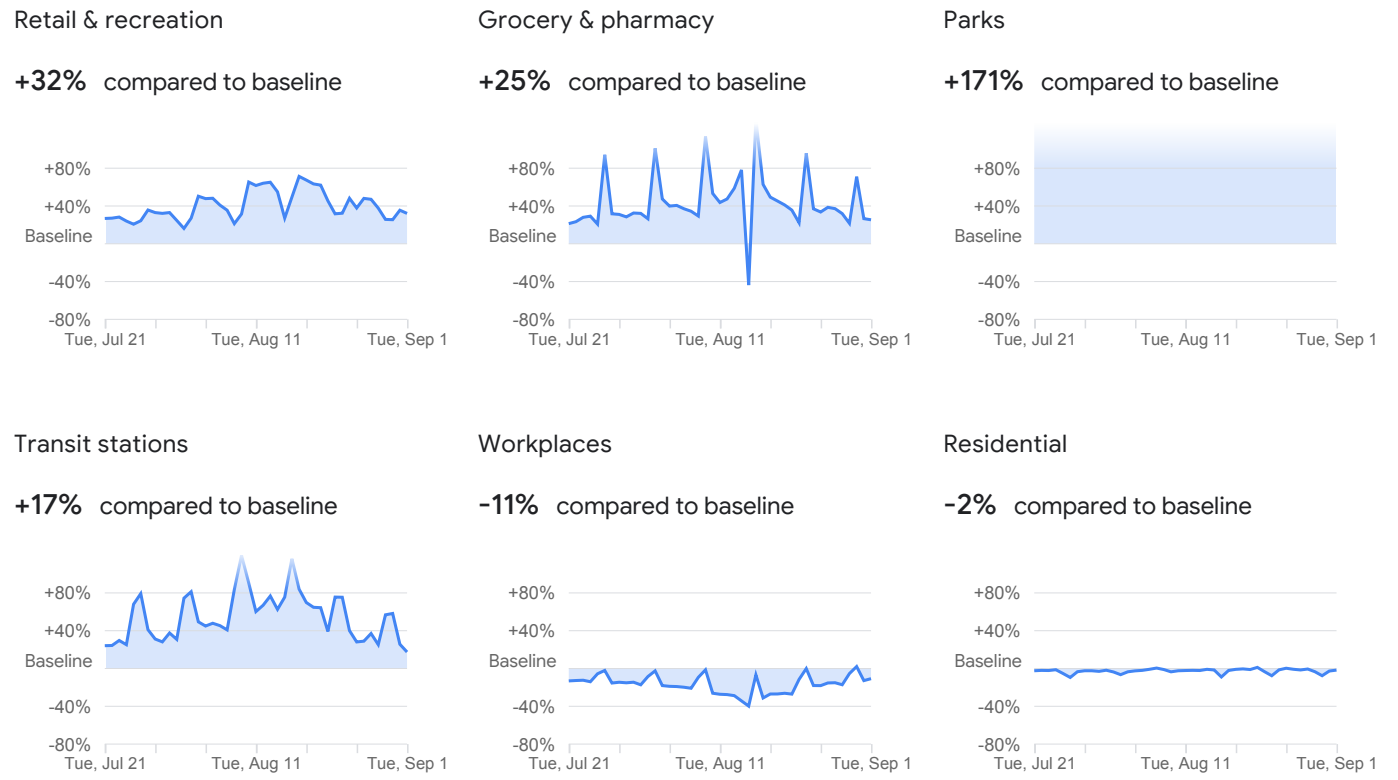 Retail & recreation
+32% compared to baseline
+80%
+40%
Baseline
-40%
-80%
Tue, Jul 21 Tue, Aug 11 Tue, Sep 1
Grocery & pharmacy
+25% compared to baseline
+80%
+40%
Baseline
-40%
-80%
Tue, Jul 21 Tue, Aug 11 Tue, Sep 1
Parks
+171% compared to baseline
+80%
+40%
Baseline
-40%
-80%
Tue, Jul 21 Tue, Aug 11 Tue, Sep 1
Transit stations
+17% compared to baseline
+80%
+40%
Baseline
-40%
-80%
Tue, Jul 21 Tue, Aug 11 Tue, Sep 1
Workplaces
-11% compared to baseline
+80%
+40%
Baseline
-40%
-80%
Tue, Jul 21 Tue, Aug 11 Tue, Sep 1
Residential
-2% compared to baseline
+80%
+40%
Baseline
-40%
-80%
Tue, Jul 21 Tue, Aug 11 Tue, Sep 1